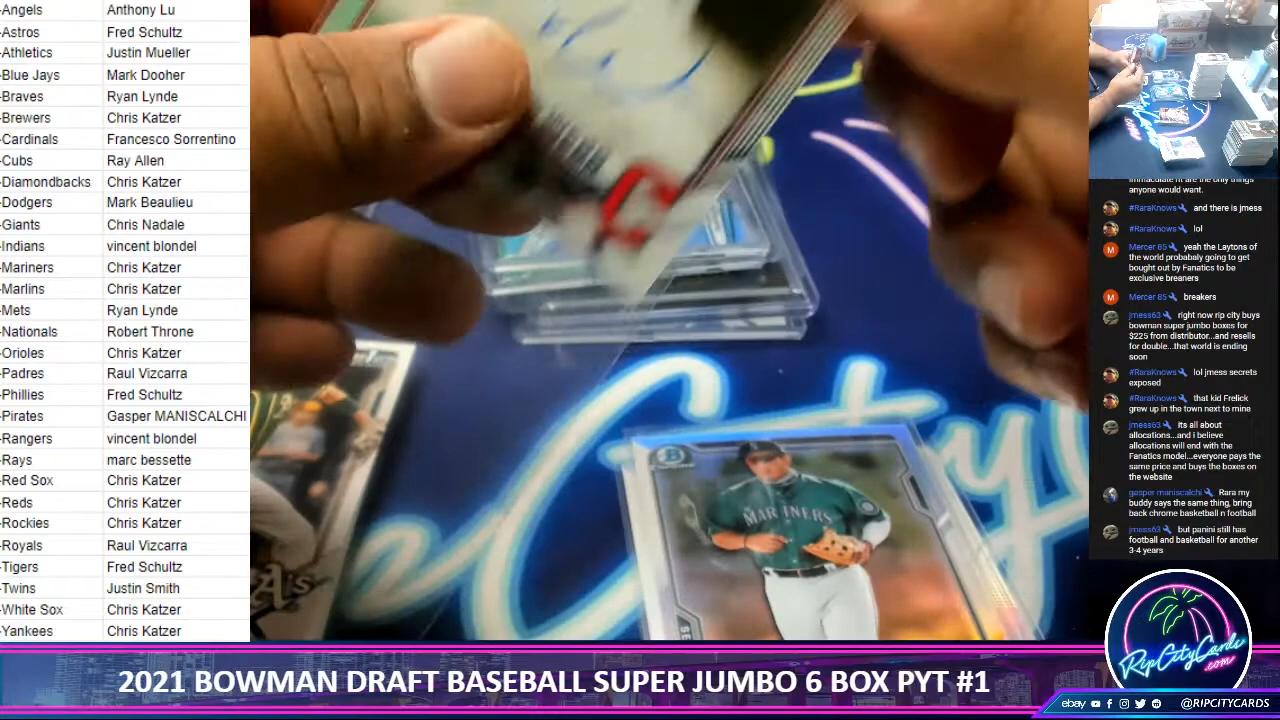 -Angels Anthony Lu
-Astros Fred Schultz
-Athletics Justin Mueller
-Blue Jays Mark Dooher
-Braves Ryan Lynde
-Brewers Chris Katzer
-Cardinals Francesco Sorrentino
-Cubs Ray Allen
-Diamondbacks Chris Katzer
-Dodgers Mark Beaulieu
-Giants Chris Nadale
-Indians vincent blondel
-Mariners Chris Katzer
-Marlins Chris Katzer
-Mets Ryan Lynde
-Nationals Robert Throne
-Orioles Chris Katzer
-Padres Raul Vizcarra
-Phillies Fred Schultz
-Pirates Gasper MANISCALCHI
-Rangers vincent blondel
-Rays marc bessette
-Red Sox Chris Katzer
-Reds Chris Katzer
-Rockies Chris Katzer
-Royals Raul Vizcarra
-Tigers Fred Schultz
-Twins Justin Smith
-White Sox Chris Katzer
-Yankees Chris Katzer
A's
City
B
MARINERS
anyone would want.
#RaraKnows and there is jmess
#RaraKnows lol
M
Mercer 85 yeah the Laytons of
the world probabaly going to get
bought out by Fanatics to be
exclusive breaners
M
Mercer 85 breakers
jmess63 right now rip city buys
bowman super jumbo boxes for
$225 from distributor...and resells
for double...that world is ending
soon
#RaraKnows lol jmess secrets
exposed
#RaraKnows that kid Frelick
grew up in the town next to mine
jmess63 its all about
allocations...and i believe
allocations will end with the
Fanatics model...everyone pays the
same price and buys the boxes on
the website
gasper maniscalchi Rara my
buddy says the same thing, bring
back chrome basketball n football
jmess63 but panini still has
football and basketball for another
3-4 years
RipCityCards
.com
2021 BOWMAN DRAFT BASEBALL SUPER JUMBO 6 BOX PYT #1
ebay @RIPCITYCARDS